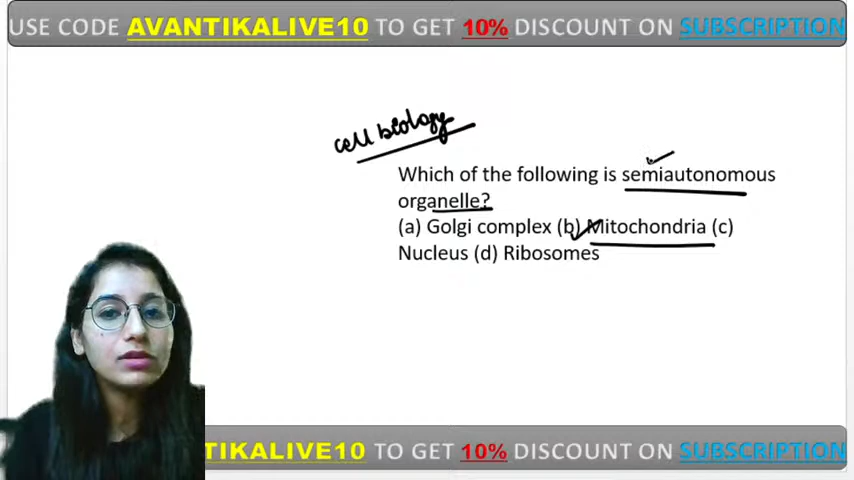 USE CODE AVANTIKALIVE10 TO GET 10% DISCOUNT ON SUBSCRIPTION
cell biology
Which of the following is semiautonomous
organelle?
(a) Golgi complex (b) Mitochondria (c)
Nucleus (d) Ribosomes
TIKALIVE10 TO GET 10% DISCOUNT ON SUBSCRIPTION